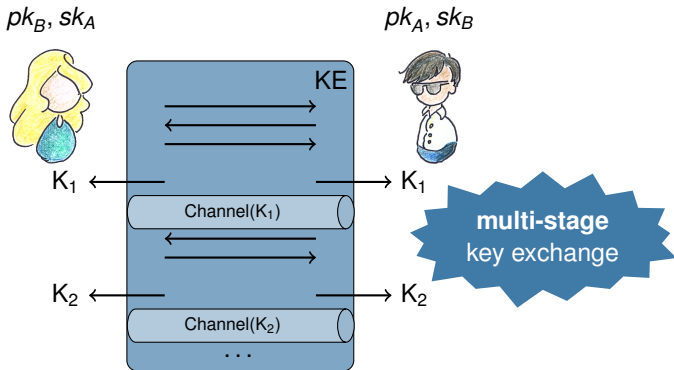 pk_B, sk_A
pk_A, sk_B
KE
K_1
K_1
Channel(K_1)
multi-stage
key exchange
K_2
K_2
Channel(K_2)
...